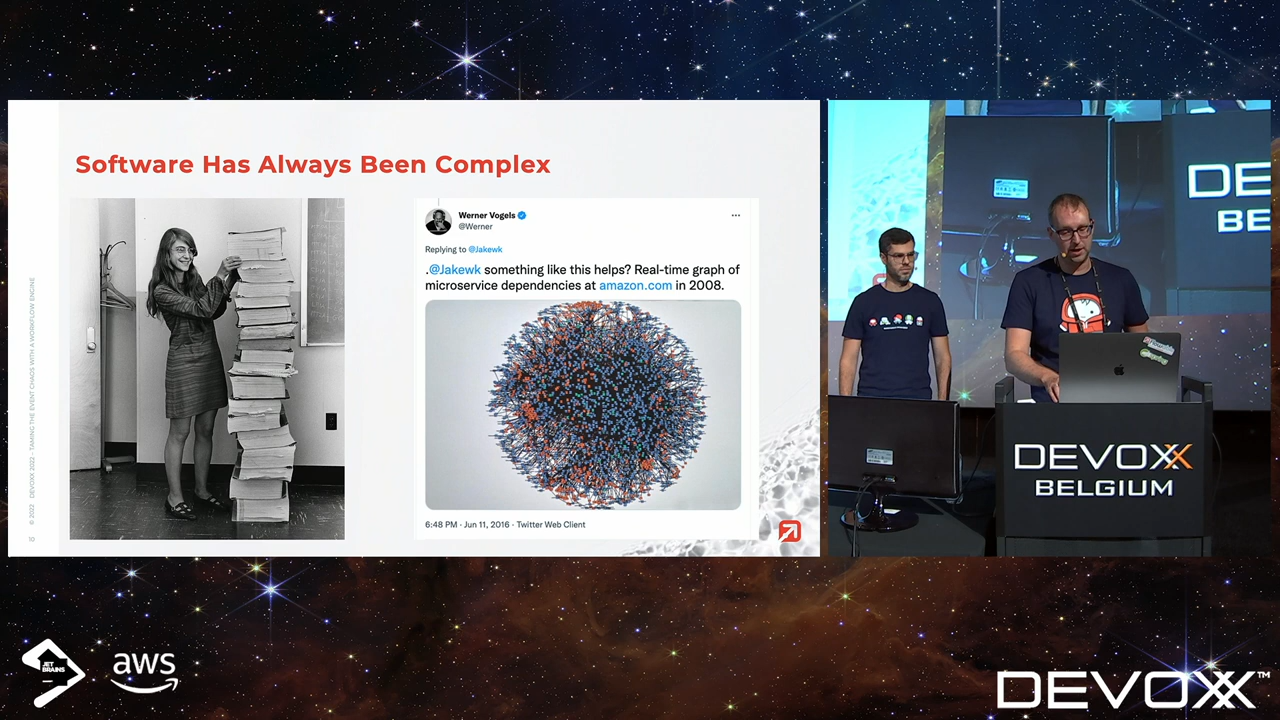 Software Has Always Been Complex
Werner Vogels
@Werner
Replying to @Jakewk
.@Jakewk something like this helps? Real-time graph of
microservice dependencies at amazon.com in 2008.
6:48 PM · Jun 11, 2016 · Twitter Web Client
© 2022 DEVOXX 2022 – TAMING THE EVENT CHAOS WITH A WORKFLOW ENGINE
10
DE
BE
DEVOXX
BELGIUM
JET
BRAINS
aws
DEVOXX™